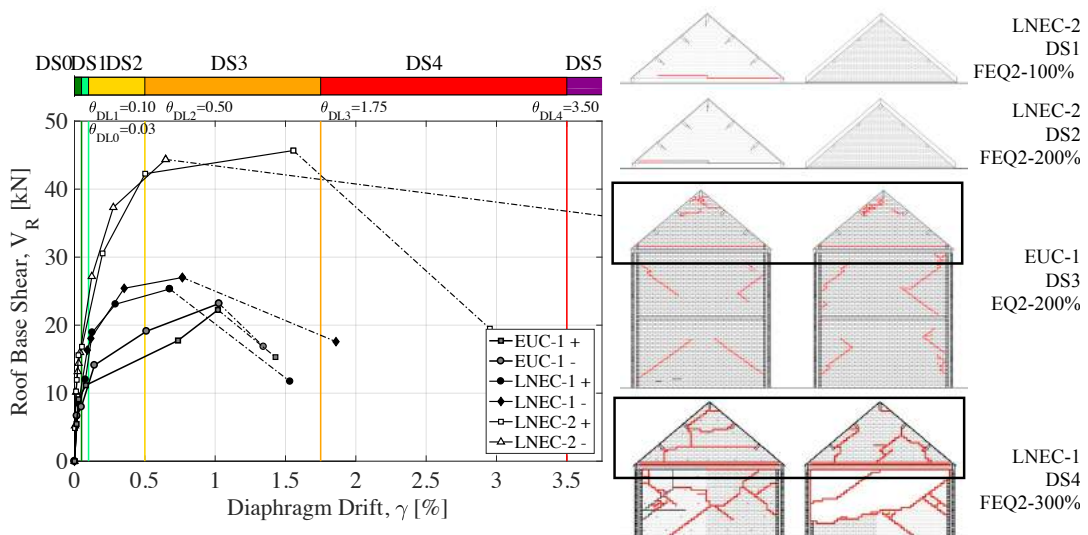 DS0
DS1
DS2
DS3
DS4
DS5
θDL1=0.10
θDL2=0.50
θDL3=1.75
θDL4=3.50
θDL0=0.03
Roof Base Shear, VR [kN]
50
40
30
20
10
0
0
0.5
1
1.5
2
2.5
3
3.5
Diaphragm Drift, γ [%]
EUC-1 +
EUC-1 -
LNEC-1 +
LNEC-1 -
LNEC-2 +
LNEC-2 -
LNEC-2
DS1
FEQ2-100%
LNEC-2
DS2
FEQ2-200%
EUC-1
DS3
EQ2-200%
LNEC-1
DS4
FEQ2-300%